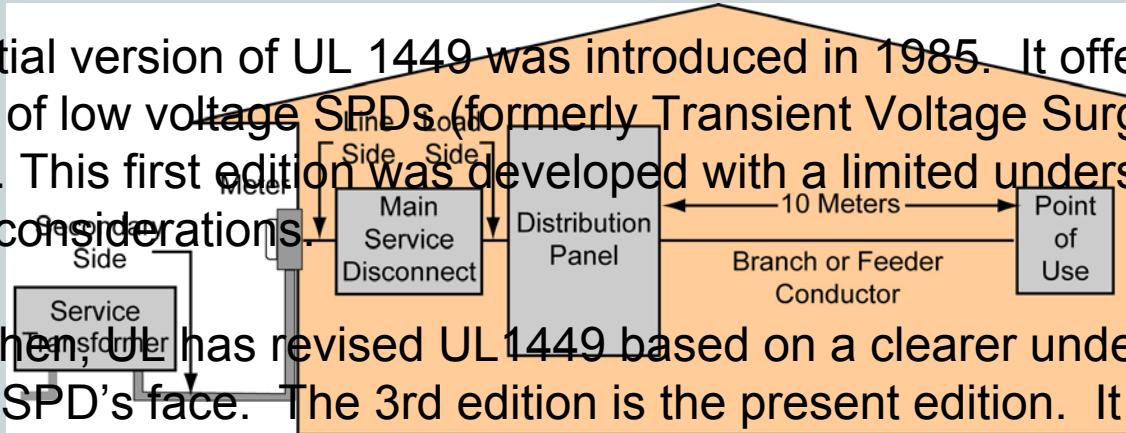 tial version of UL 1449 was introduced in 1985. It offe
of low voltage SPDs (formerly Transient Voltage Surg
. This first edition was developed with a limited unders
considerations.
hen, UL has revised UL1449 based on a clearer unde
SPD's face. The 3rd edition is the present edition. It
Line
Side
Load
Side
Meter
Secondary
Side
Service
Transformer
Main
Service
Disconnect
Distribution
Panel
10 Meters
Branch or Feeder
Conductor
Point
of
Use